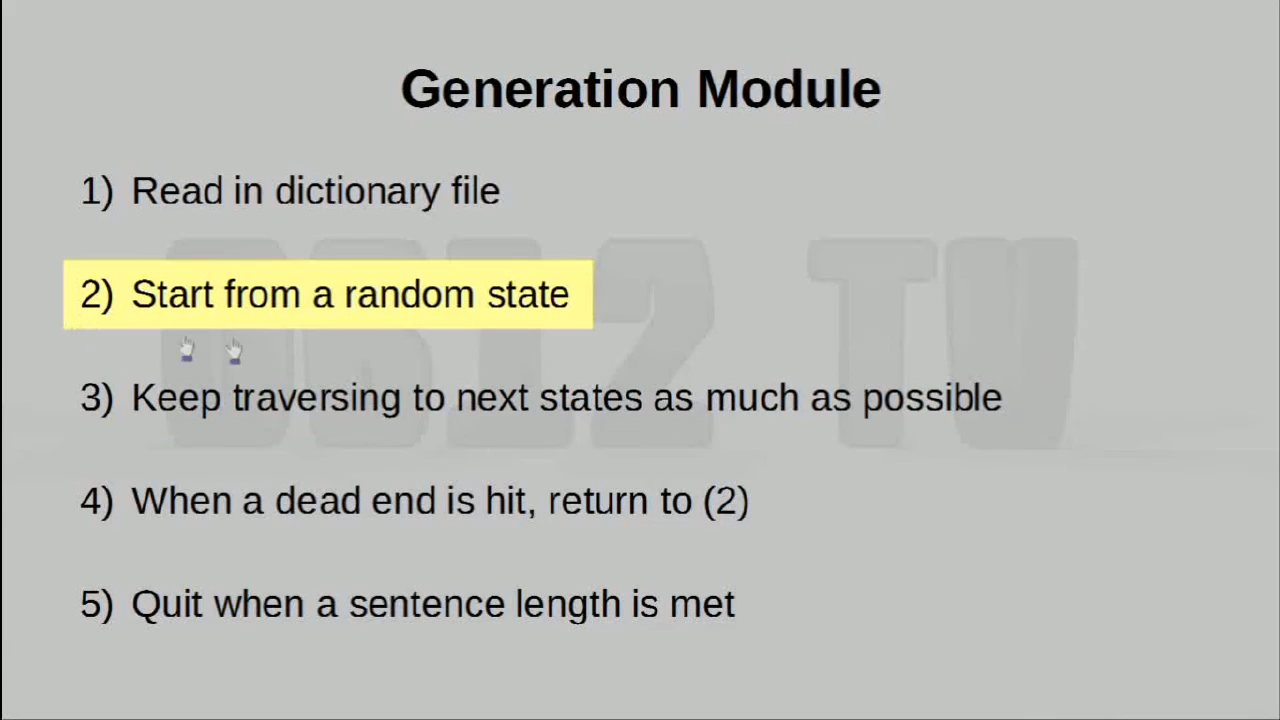 Generation Module
1) Read in dictionary file
2) Start from a random state
3) Keep traversing to next states as much as possible
4) When a dead end is hit, return to (2)
5) Quit when a sentence length is met